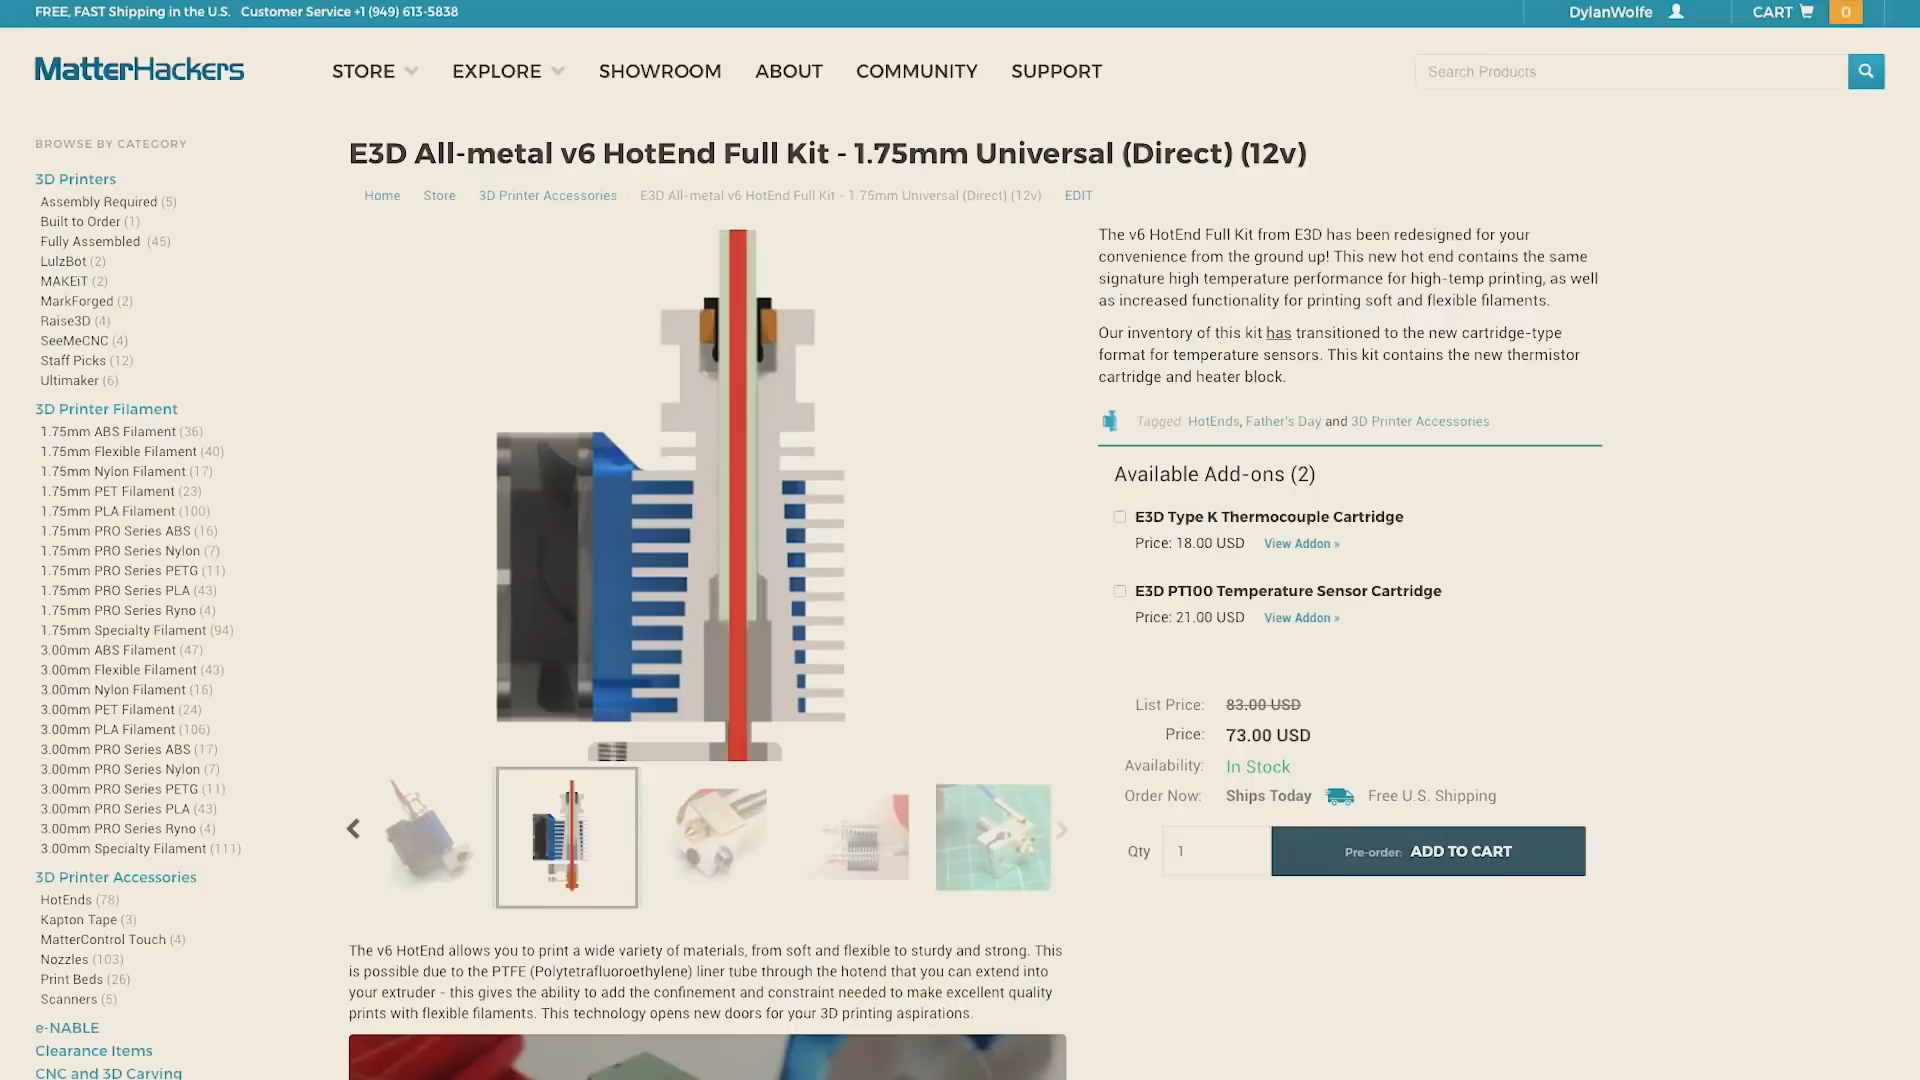 FREE, FAST Shipping in the U.S. Customer Service +1 (949) 613-5838
DylanWolfe
CART
0
MatterHackers
STORE
EXPLORE
SHOWROOM
ABOUT
COMMUNITY
SUPPORT
Search Products
BROWSE BY CATEGORY
3D Printers
Assembly Required (5)
Built to Order (1)
Fully Assembled (45)
LulzBot (2)
MAKEiT (2)
MarkForged (2)
Raise3D (4)
SeeMeCNC (4)
Staff Picks (12)
Ultimaker (6)
3D Printer Filament
1.75mm ABS Filament (36)
1.75mm Flexible Filament (40)
1.75mm Nylon Filament (17)
1.75mm PET Filament (23)
1.75mm PLA Filament (100)
1.75mm PRO Series ABS (16)
1.75mm PRO Series Nylon (7)
1.75mm PRO Series PETG (11)
1.75mm PRO Series PLA (43)
1.75mm PRO Series Ryno (4)
1.75mm Specialty Filament (94)
3.00mm ABS Filament (47)
3.00mm Flexible Filament (43)
3.00mm Nylon Filament (16)
3.00mm PET Filament (24)
3.00mm PLA Filament (106)
3.00mm PRO Series ABS (17)
3.00mm PRO Series Nylon (7)
3.00mm PRO Series PETG (11)
3.00mm PRO Series PLA (43)
3.00mm PRO Series Ryno (4)
3.00mm Specialty Filament (111)
3D Printer Accessories
HotEnds (78)
Kapton Tape (3)
MatterControl Touch (4)
Nozzles (103)
Print Beds (26)
Scanners (5)
e-NABLE
Clearance Items
CNC and 3D Carving
E3D All-metal v6 HotEnd Full Kit - 1.75mm Universal (Direct) (12v)
Home Store 3D Printer Accessories E3D All-metal v6 HotEnd Full Kit - 1.75mm Universal (Direct) (12v) EDIT
The v6 HotEnd Full Kit from E3D has been redesigned for your
convenience from the ground up! This new hot end contains the same
signature high temperature performance for high-temp printing, as well
as increased functionality for printing soft and flexible filaments.
Our inventory of this kit has transitioned to the new cartridge-type
format for temperature sensors. This kit contains the new thermistor
cartridge and heater block.
Tagged HotEnds, Father's Day and 3D Printer Accessories
Available Add-ons (2)
E3D Type K Thermocouple Cartridge
Price: 18.00 USD View Addon »
E3D PT100 Temperature Sensor Cartridge
Price: 21.00 USD View Addon »
List Price: 83.00 USD
Price: 73.00 USD
Availability: In Stock
Order Now: Ships Today Free U.S. Shipping
Qty 1 Pre-order: ADD TO CART
The v6 HotEnd allows you to print a wide variety of materials, from soft and flexible to sturdy and strong. This
is possible due to the PTFE (Polytetrafluoroethylene) liner tube through the hotend that you can extend into
your extruder - this gives the ability to add the confinement and constraint needed to make excellent quality
prints with flexible filaments. This technology opens new doors for your 3D printing aspirations.